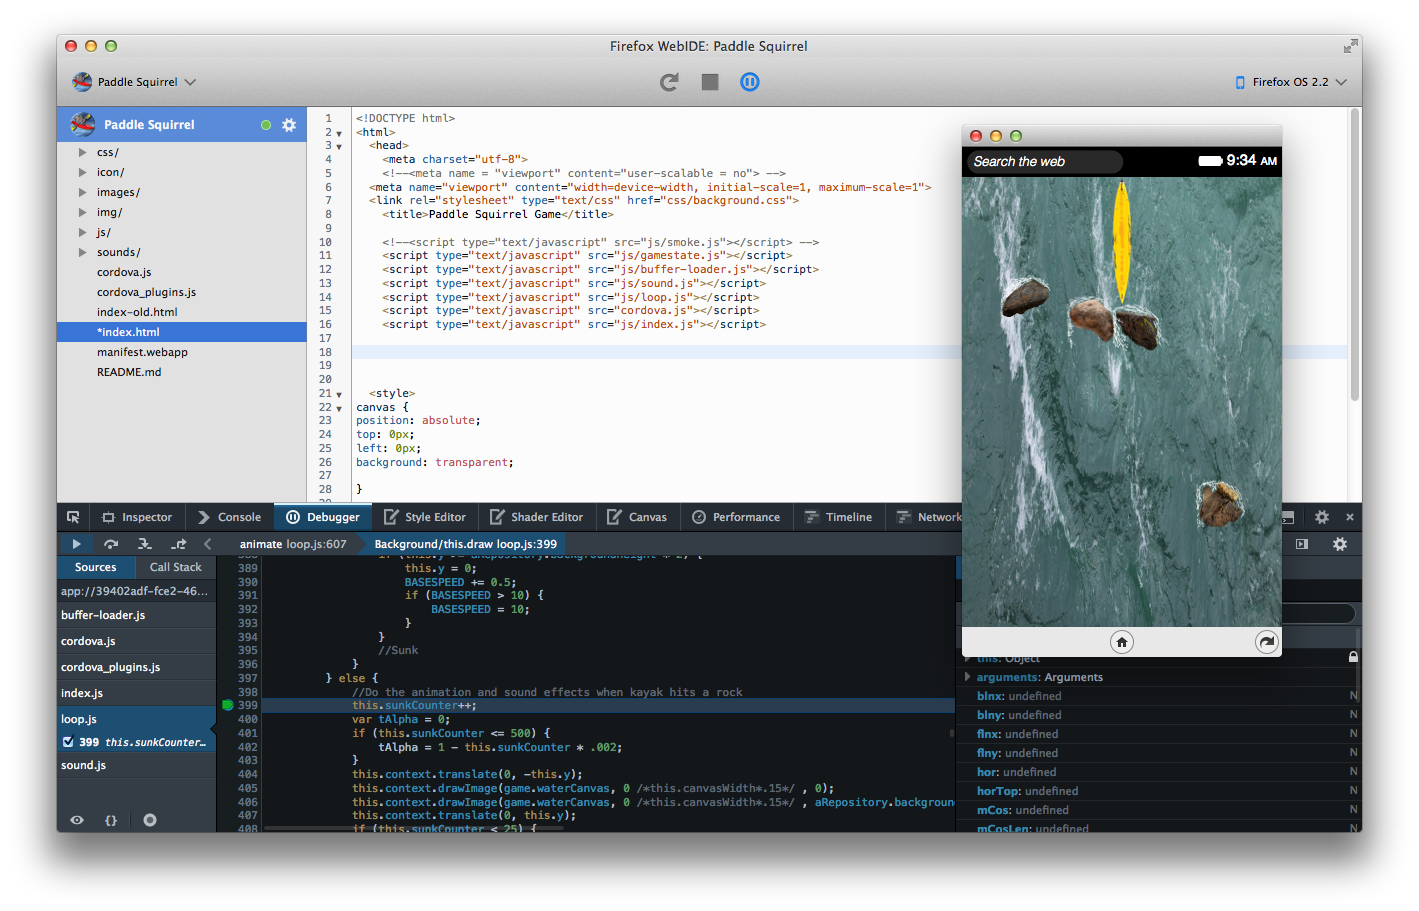 Firefox WebIDE: Paddle Squirrel
Paddle Squirrel
Firefox OS 2.2
Paddle Squirrel
css/
icon/
images/
img/
js/
sounds/
cordova.js
cordova_plugins.js
index-old.html
*index.html
manifest.webapp
README.md
1 <!DOCTYPE html>
2 <html>
3 <head>
4 <meta charset="utf-8">
5 <!--<meta name = "viewport" content="user-scalable = no"> -->
6 <meta name="viewport" content="width=device-width, initial-scale=1, maximum-scale=1">
7 <link rel="stylesheet" type="text/css" href="css/background.css">
8 <title>Paddle Squirrel Game</title>
9
10 <!--<script type="text/javascript" src="js/smoke.js"></script> -->
11 <script type="text/javascript" src="js/gamestate.js"></script>
12 <script type="text/javascript" src="js/buffer-loader.js"></script>
13 <script type="text/javascript" src="js/sound.js"></script>
14 <script type="text/javascript" src="js/loop.js"></script>
15 <script type="text/javascript" src="cordova.js"></script>
16 <script type="text/javascript" src="js/index.js"></script>
17
18
19
20
21 <style>
22 canvas {
23 position: absolute;
24 top: 0px;
25 left: 0px;
26 background: transparent;
27
28 }
Search the web
9:34 AM
Inspector Console Debugger Style Editor Shader Editor Canvas Performance Timeline Network
animate loop.js:607 Background/this.draw loop.js:399
Sources Call Stack
app://39402adf-fce2-46...
buffer-loader.js
cordova.js
cordova_plugins.js
index.js
loop.js
399 this.sunkCounter...
sound.js
{}
389 this.y = 0;
390 BASESPEED += 0.5;
391 if (BASESPEED > 10) {
392 BASESPEED = 10;
393 }
394 }
395 //Sunk
396 }
397 } else {
398 //Do the animation and sound effects when kayak hits a rock
399 this.sunkCounter++;
400 var tAlpha = 0;
401 if (this.sunkCounter <= 500) {
402 tAlpha = 1 - this.sunkCounter * .002;
403 }
404 this.context.translate(0, -this.y);
405 this.context.drawImage(game.waterCanvas, 0 /*this.canvasWidth*.15*/ , 0);
406 this.context.drawImage(game.waterCanvas, 0 /*this.canvasWidth*.15*/ , aRepository.background
407 this.context.translate(0, this.y);
408 if (this.sunkCounter < 25) {
this: Object
arguments: Arguments
blnx: undefined N
blny: undefined N
flnx: undefined N
flny: undefined N
hor: undefined N
horTop: undefined N
mCos: undefined N
mCosLen: undefined N